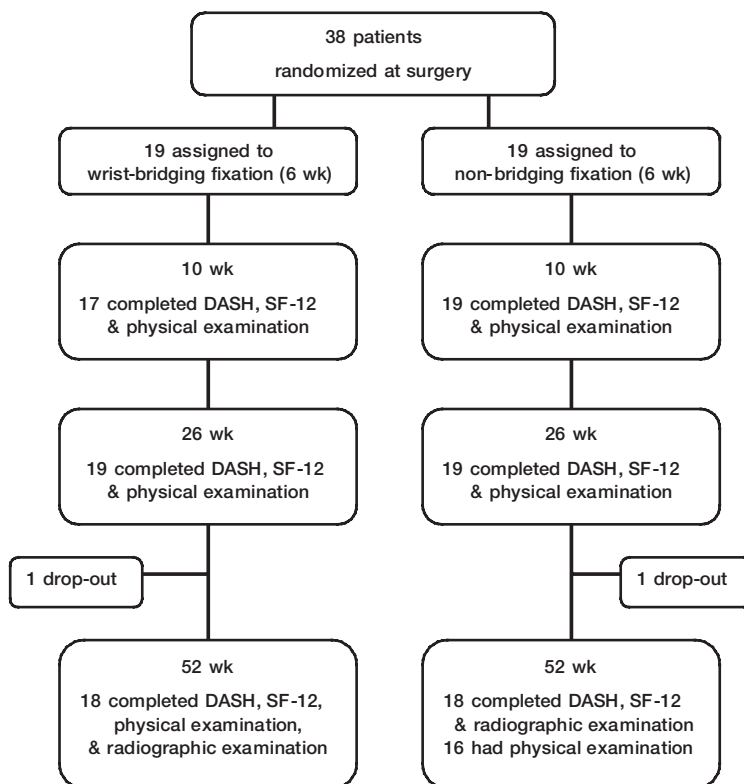 38 patients
randomized at surgery
19 assigned to
wrist-bridging fixation (6 wk)
19 assigned to
non-bridging fixation (6 wk)
10 wk
17 completed DASH, SF-12
& physical examination
10 wk
19 completed DASH, SF-12
& physical examination
26 wk
19 completed DASH, SF-12
& physical examination
26 wk
19 completed DASH, SF-12
& physical examination
1 drop-out
1 drop-out
52 wk
18 completed DASH, SF-12,
physical examination,
& radiographic examination
52 wk
18 completed DASH, SF-12
& radiographic examination
16 had physical examination